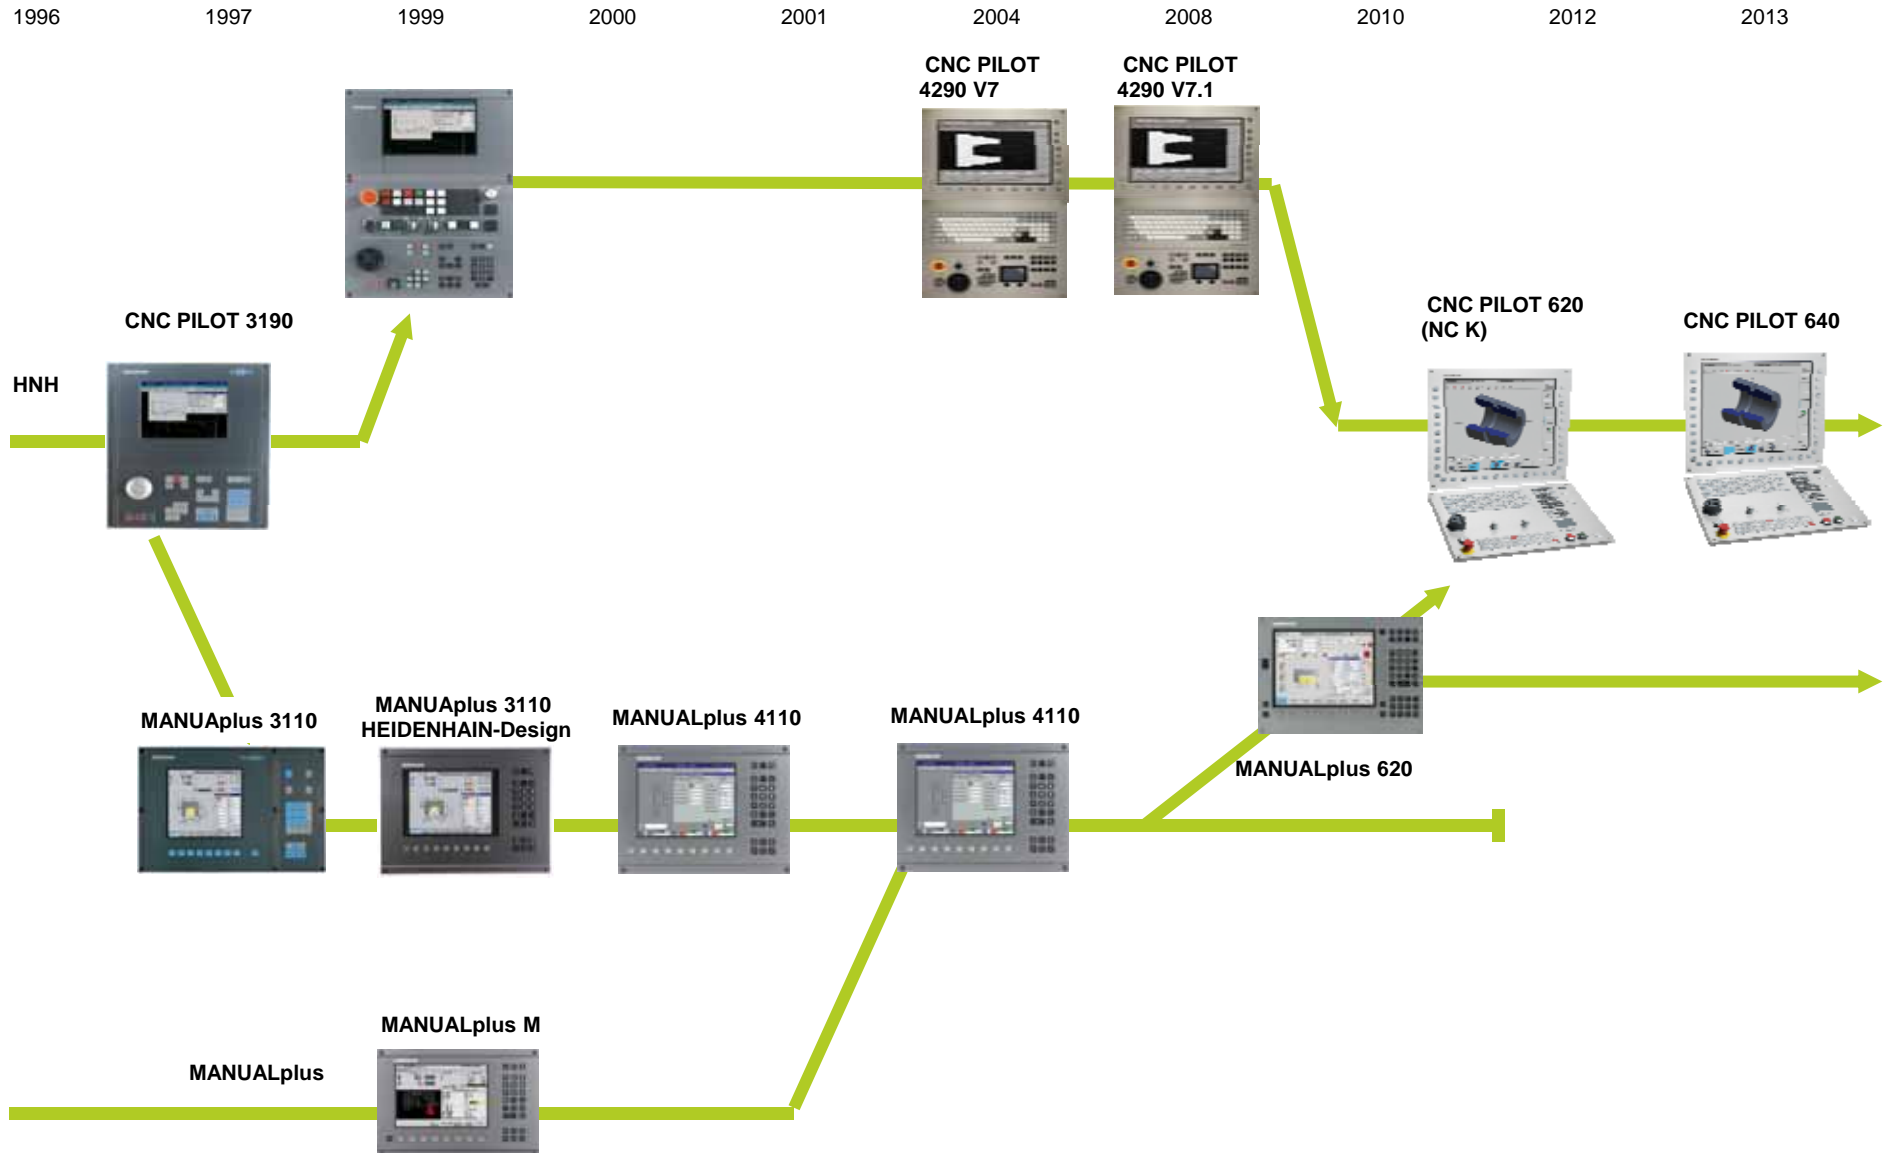 1996 1997 1999 2000 2001 2004 2008 2010 2012 2013
CNC PILOT
4290 V7
CNC PILOT
4290 V7.1
CNC PILOT 3190
CNC PILOT 620
(NC K)
CNC PILOT 640
HNH
MANUAplus 3110
MANUAplus 3110
HEIDENHAIN-Design
MANUALplus 4110
MANUALplus 4110
MANUALplus 620
MANUALplus M
MANUALplus